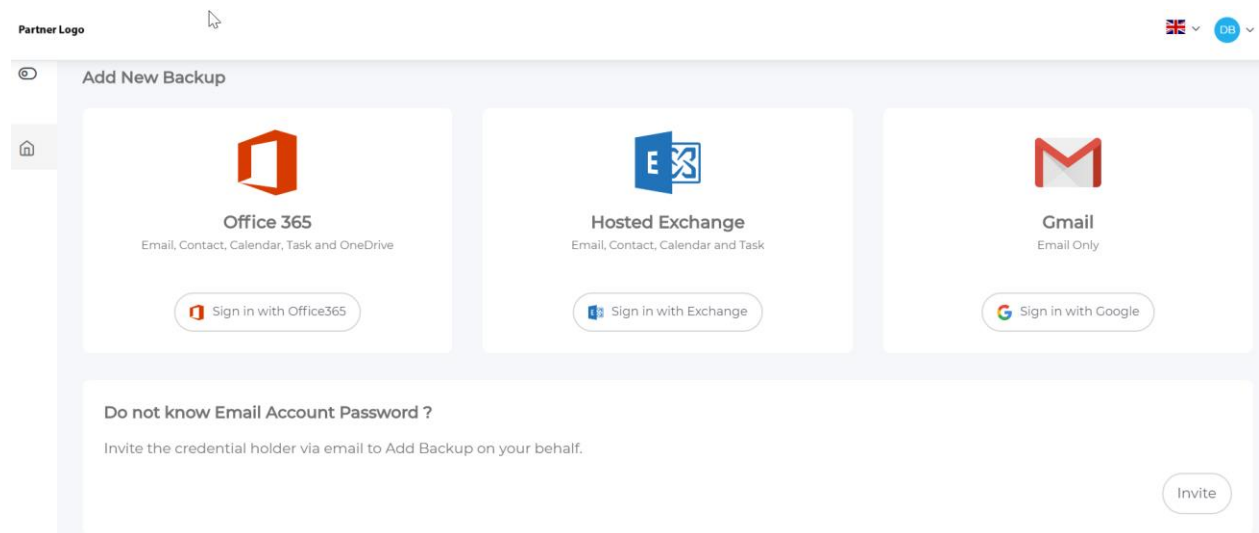 Partner Logo
DB
Add New Backup
Office 365
Email, Contact, Calendar, Task and OneDrive
Sign in with Office365
E
Hosted Exchange
Email, Contact, Calendar and Task
Sign in with Exchange
Gmail
Email Only
Sign in with Google
Do not know Email Account Password ?
Invite the credential holder via email to Add Backup on your behalf.
Invite